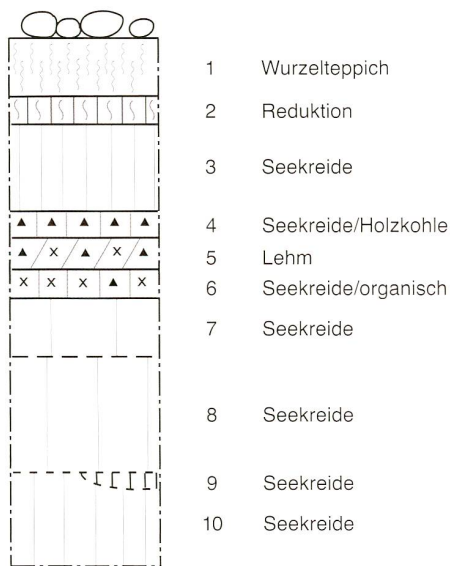 1 Wurzelteppich
2 Reduktion
3 Seekreide
4 Seekreide/Holzkohle
5 Lehm
6 Seekreide/organisch
7 Seekreide
8 Seekreide
9 Seekreide
10 Seekreide